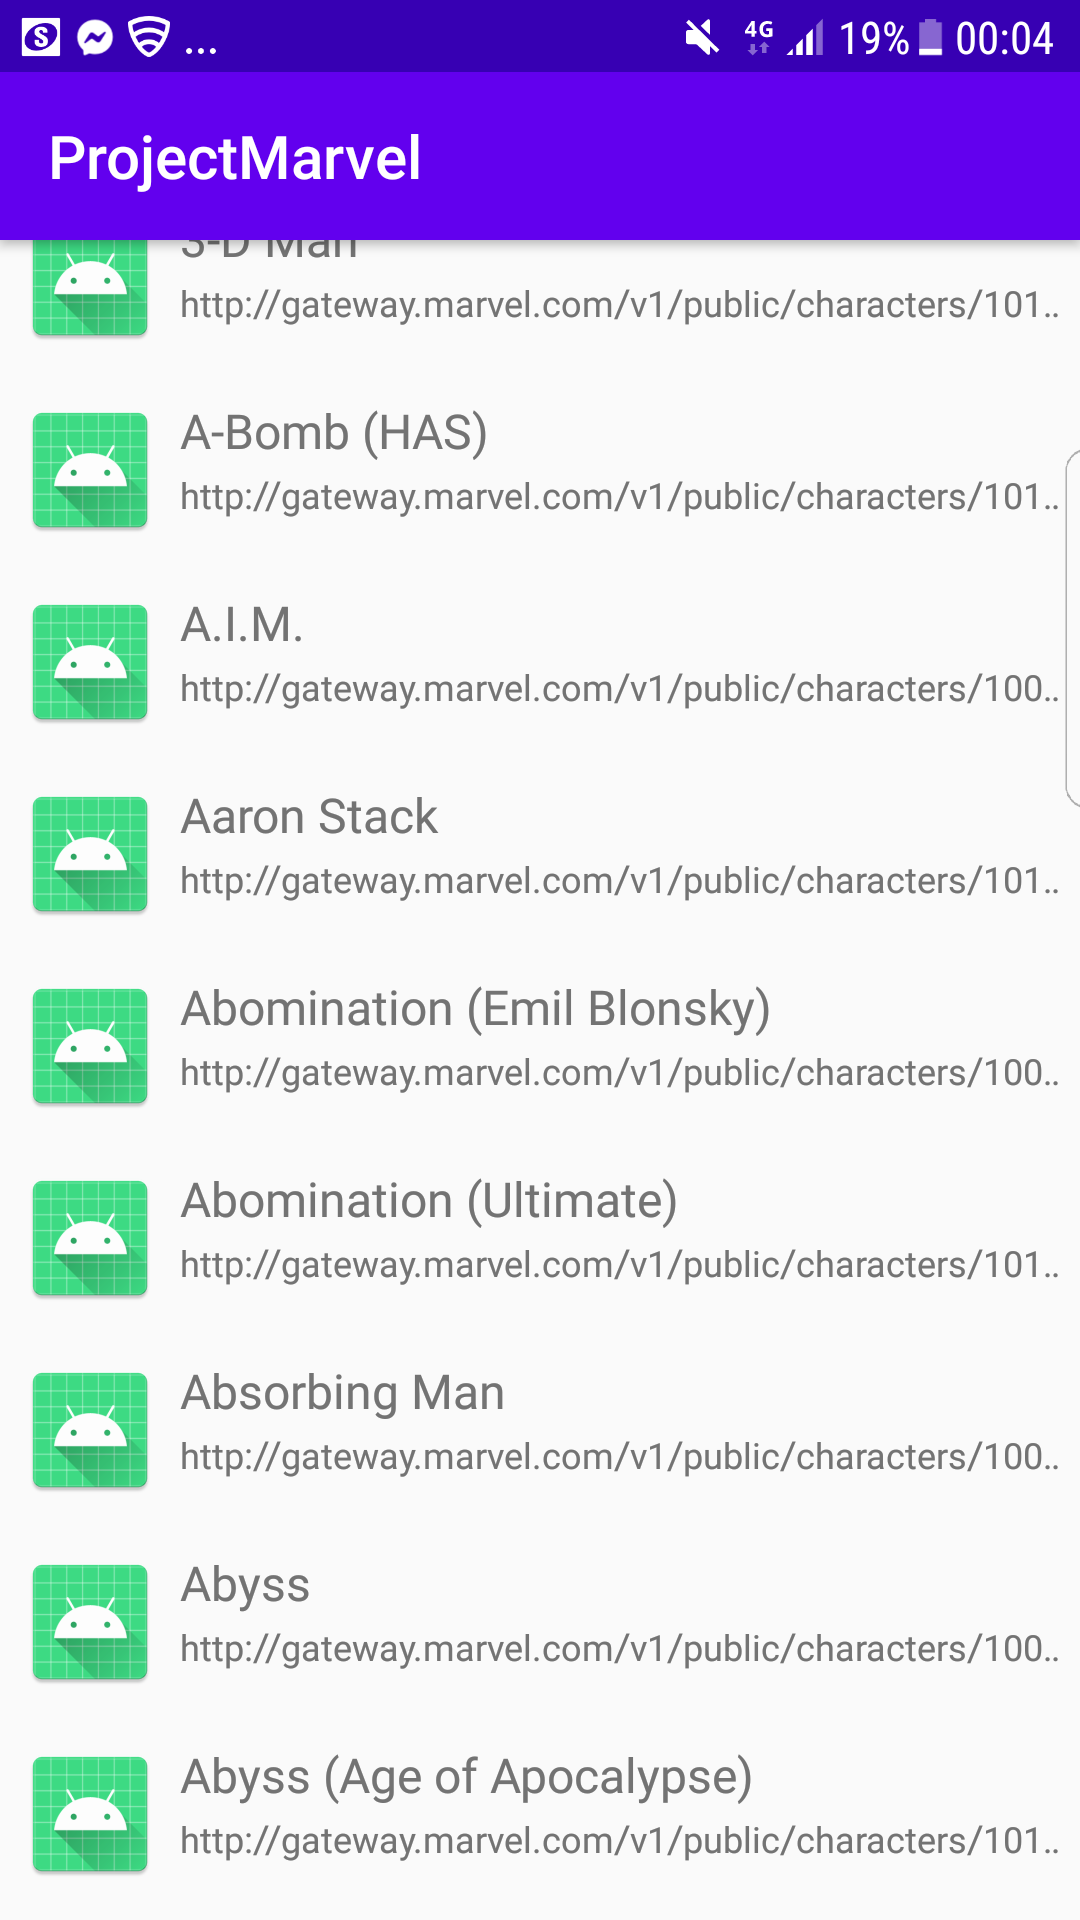 ... 4G 19% 00:04
ProjectMarvel
3-D Man
http://gateway.marvel.com/v1/public/characters/101..
A-Bomb (HAS)
http://gateway.marvel.com/v1/public/characters/101..
A.I.M.
http://gateway.marvel.com/v1/public/characters/100..
Aaron Stack
http://gateway.marvel.com/v1/public/characters/101..
Abomination (Emil Blonsky)
http://gateway.marvel.com/v1/public/characters/100..
Abomination (Ultimate)
http://gateway.marvel.com/v1/public/characters/101..
Absorbing Man
http://gateway.marvel.com/v1/public/characters/100..
Abyss
http://gateway.marvel.com/v1/public/characters/100..
Abyss (Age of Apocalypse)
http://gateway.marvel.com/v1/public/characters/101..